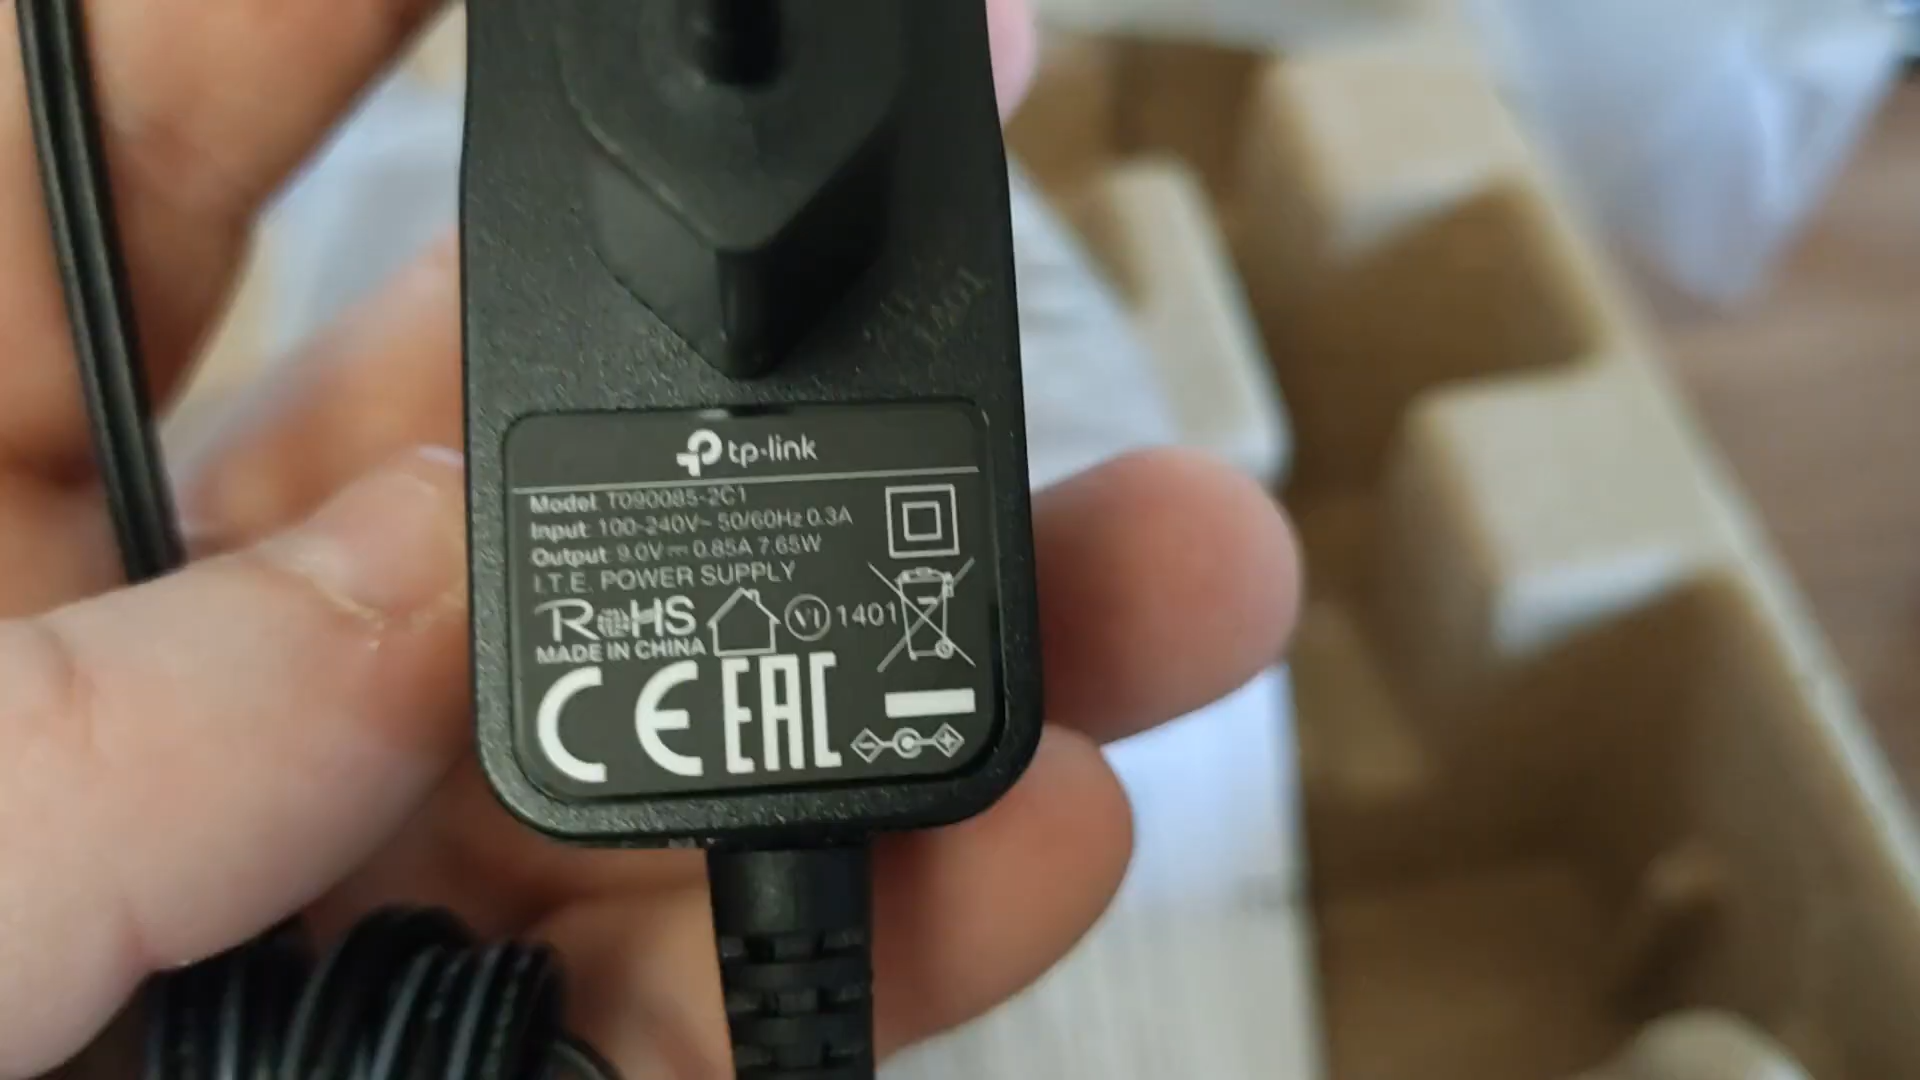 tp-link
Model: T090085-2C1
Input: 100-240V~ 50/60Hz 0.3A
Output: 9.0V⎓0.85A 7.65W
I.T.E. POWER SUPPLY
RoHS VI 1401
MADE IN CHINA
CE EAC